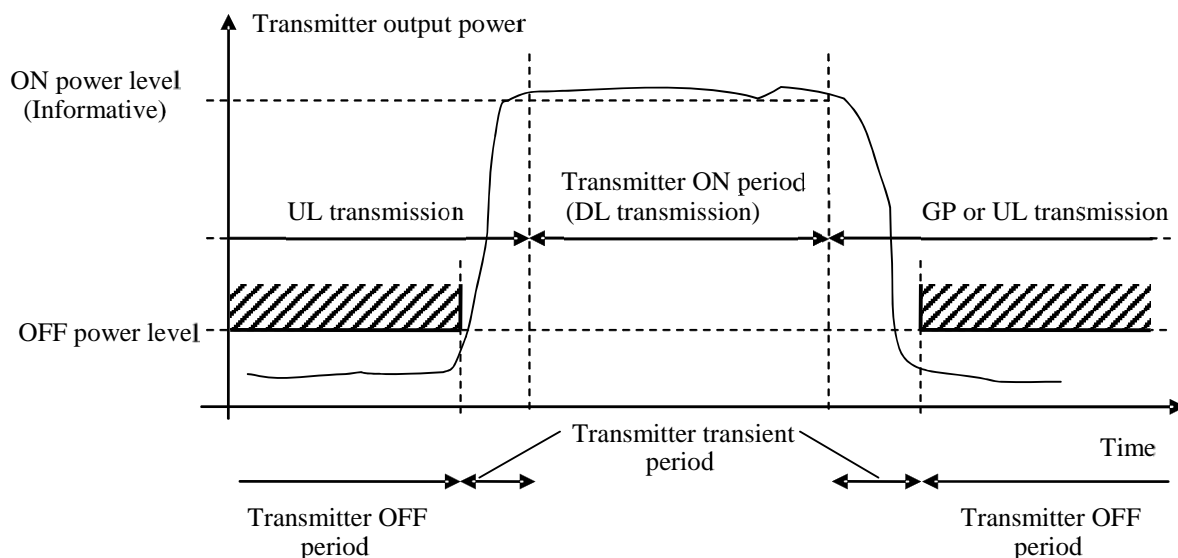 Transmitter output power
ON power level
(Informative)
Transmitter ON period
(DL transmission)
UL transmission
GP or UL transmission
OFF power level
Transmitter transient
period
Time
Transmitter OFF
period
Transmitter OFF
period